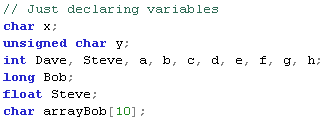 // Just declaring variables
char x;
unsigned char y;
int Dave, Steve, a, b, c, d, e, f, g, h;
long Bob;
float Steve;
char arrayBob[10];